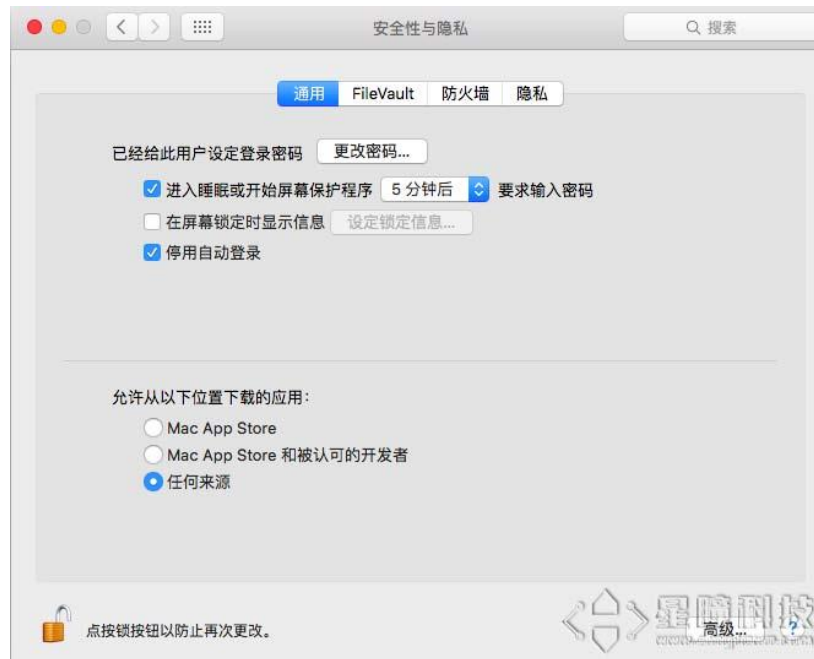 安全性与隐私
搜索
通用 FileVault 防火墙 隐私
已经给此用户设定登录密码 更改密码...
进入睡眠或开始屏幕保护程序 5 分钟后 要求输入密码
在屏幕锁定时显示信息 设定锁定信息...
停用自动登录
允许从以下位置下载的应用：
Mac App Store
Mac App Store 和被认可的开发者
任何来源
点按锁按钮以防止再次更改。
星瞳科技
高级... ?